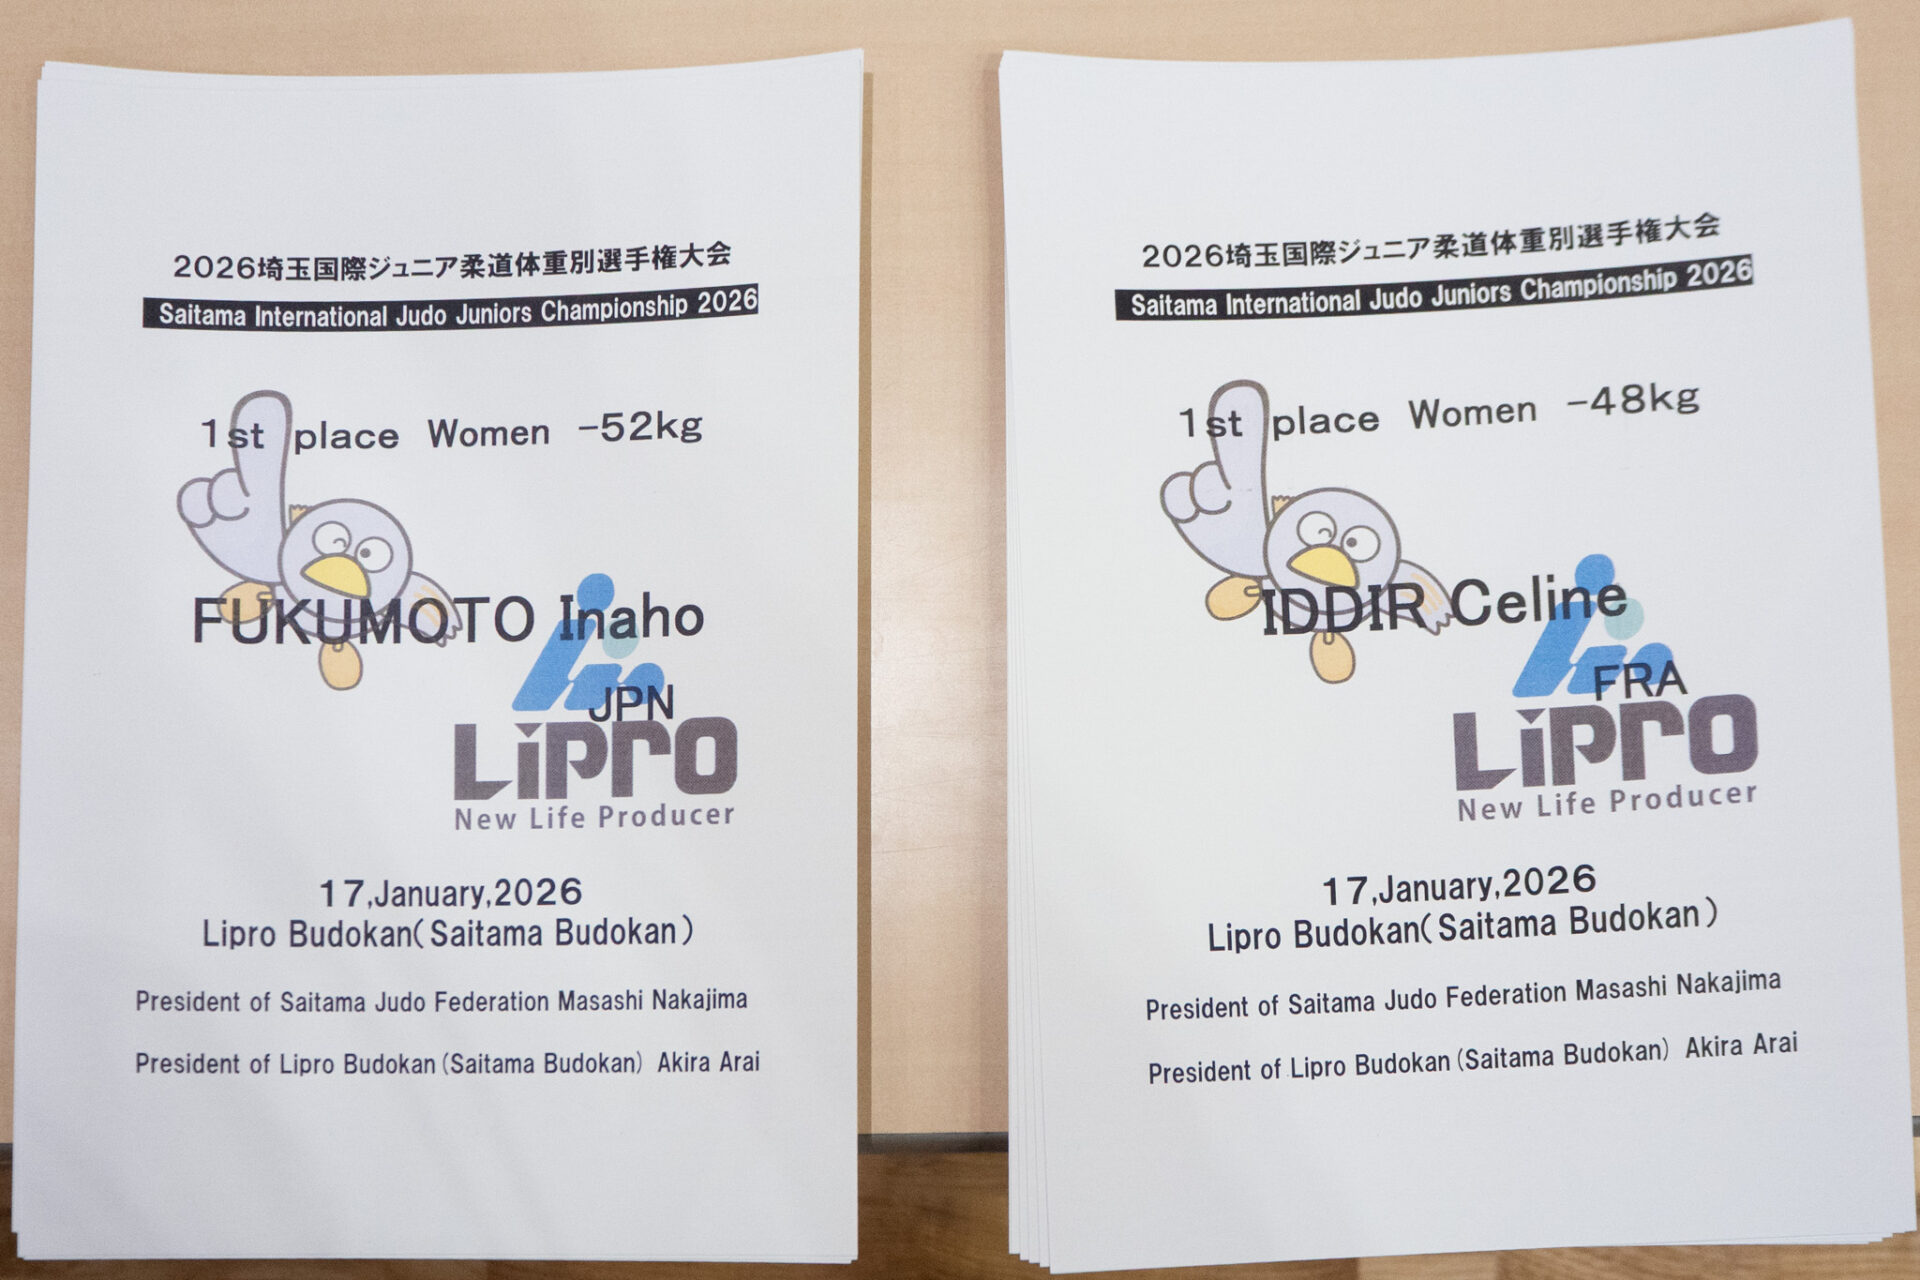 2026埼玉国際ジュニア柔道体重別選手権大会
Saitama International Judo Juniors Championship 2026
1st place Women -52kg
FUKUMOTO Inaho
JPN
Lipro
New Life Producer
17,January,2026
Lipro Budokan(Saitama Budokan)
President of Saitama Judo Federation Masashi Nakajima
President of Lipro Budokan(Saitama Budokan) Akira Arai
2026埼玉国際ジュニア柔道体重別選手権大会
Saitama International Judo Juniors Championship 2026
1st place Women -48kg
IDDIR Celine
FRA
Lipro
New Life Producer
17,January,2026
Lipro Budokan(Saitama Budokan)
President of Saitama Judo Federation Masashi Nakajima
President of Lipro Budokan(Saitama Budokan) Akira Arai